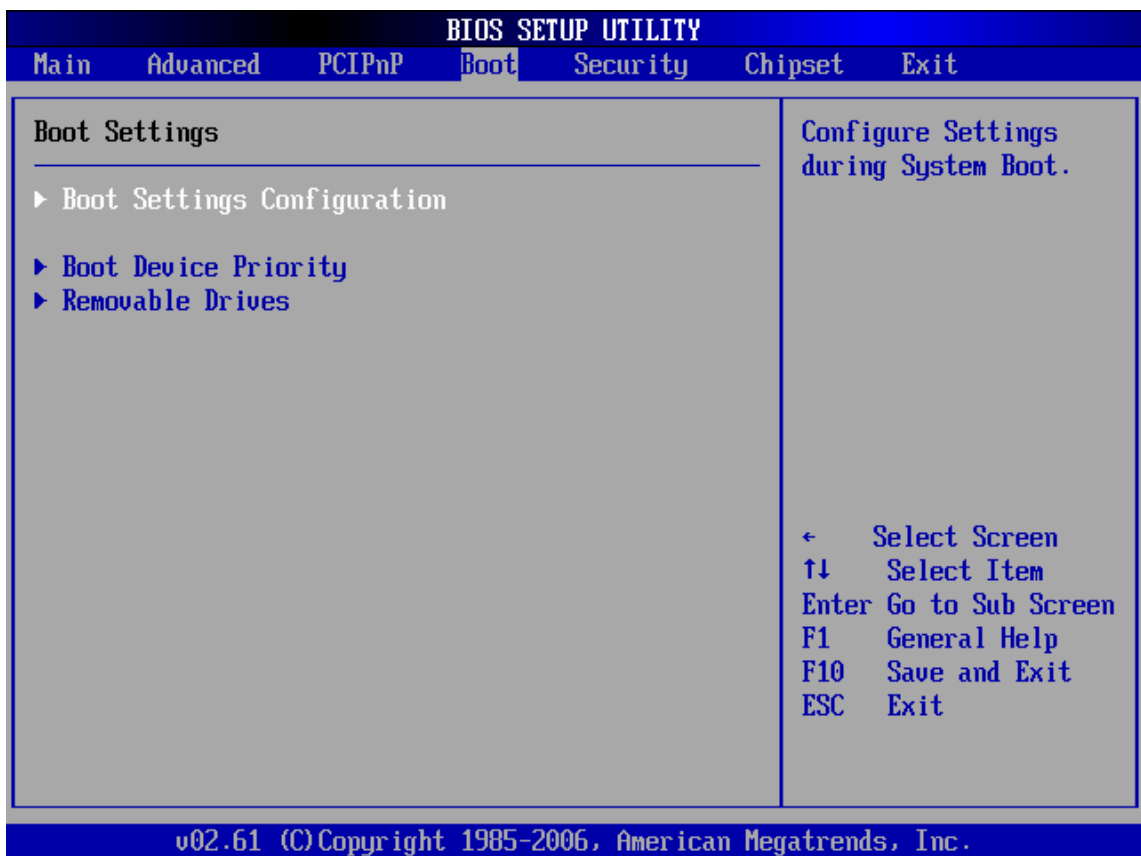 BIOS SETUP UTILITY
Main Advanced PCIPnP Boot Security Chipset Exit
Boot Settings
▶ Boot Settings Configuration
▶ Boot Device Priority
▶ Removable Drives
Configure Settings
during System Boot.
← Select Screen
↑↓ Select Item
Enter Go to Sub Screen
F1 General Help
F10 Save and Exit
ESC Exit
v02.61 (C)Copyright 1985-2006, American Megatrends, Inc.